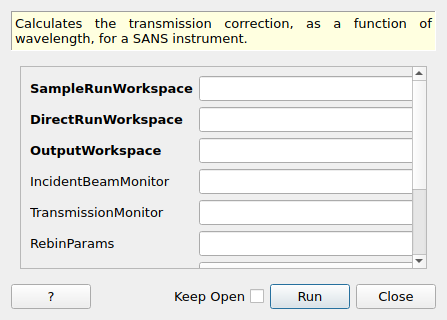 Calculates the transmission correction, as a function of
wavelength, for a SANS instrument.
SampleRunWorkspace
DirectRunWorkspace
OutputWorkspace
IncidentBeamMonitor
TransmissionMonitor
RebinParams
? Keep Open Run Close